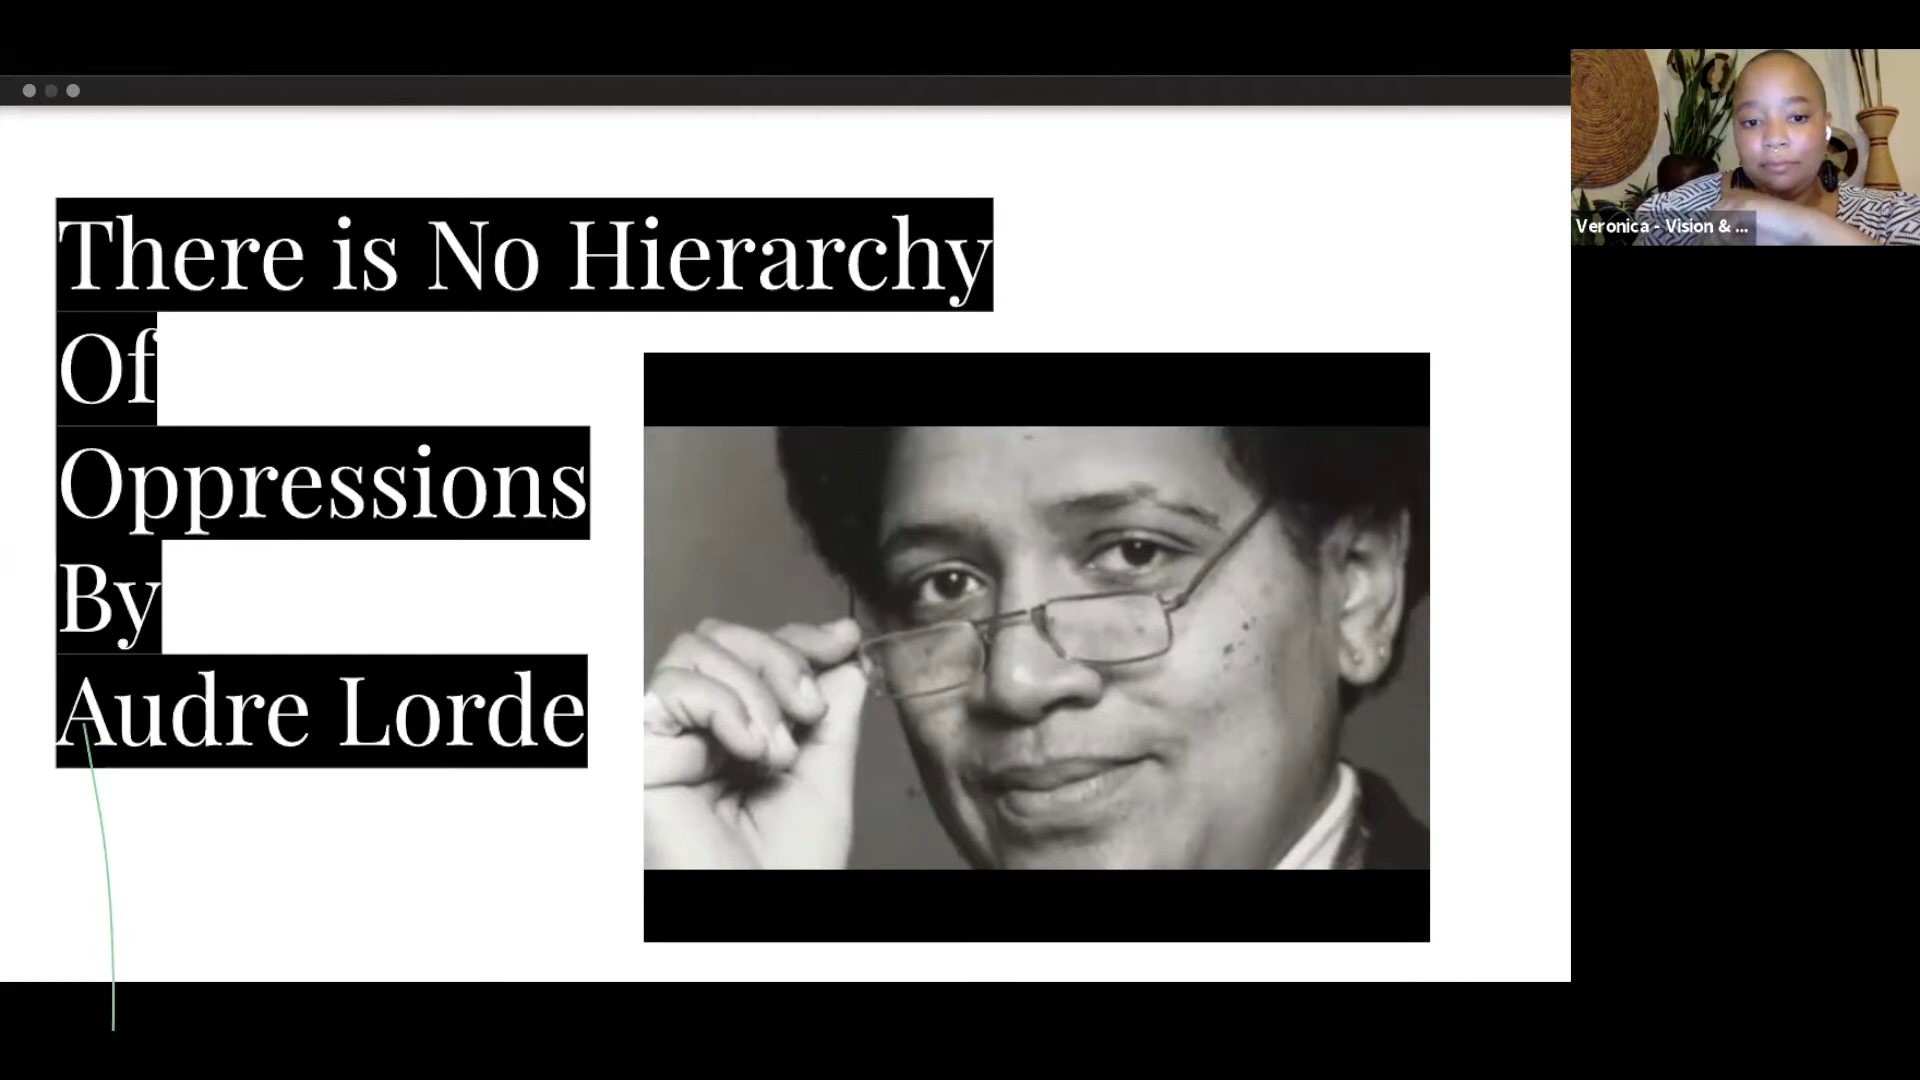 There is No Hierarchy
Of
Oppressions
By
Audre Lorde
Veronica - Vision & ...